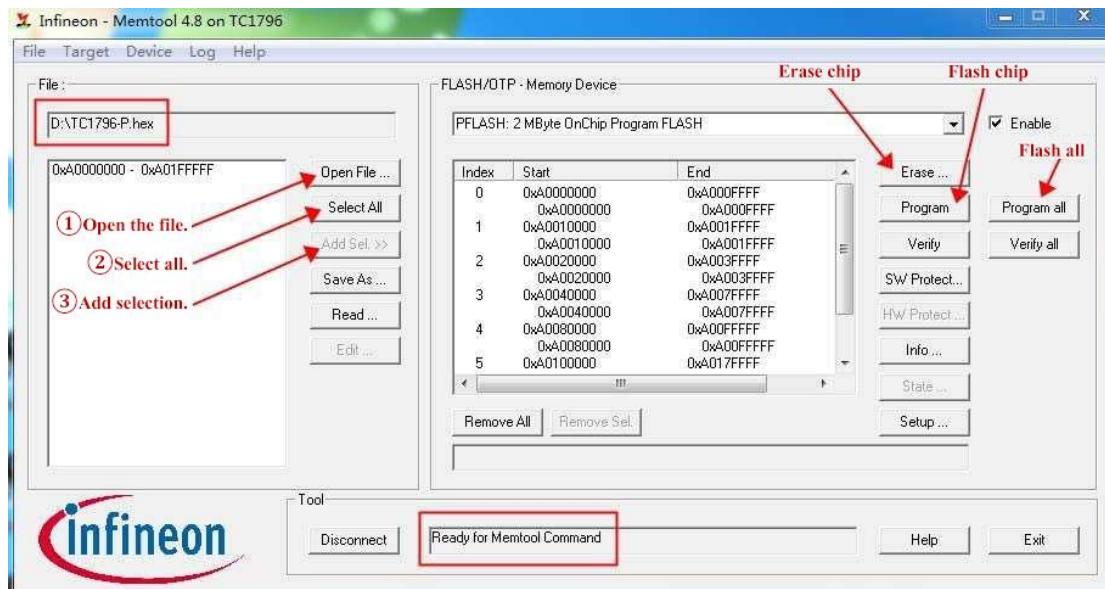 Infineon - Memtool 4.8 on TC1796
File Target Device Log Help
File :
D:\TC1796-P.hex
0xA0000000 - 0xA01FFFFF
Open File ...
Select All
Add Sel. >>
Save As ...
Read ...
Edit ...
①Open the file.
②Select all.
③Add selection.
FLASH/OTP - Memory Device
Erase chip
Flash chip
PFLASH: 2 MByte OnChip Program FLASH
Enable
Flash all
Index Start End
0 0xA0000000 0xA000FFFF
0xA0000000 0xA000FFFF
1 0xA0010000 0xA001FFFF
0xA0010000 0xA001FFFF
2 0xA0020000 0xA003FFFF
0xA0020000 0xA003FFFF
3 0xA0040000 0xA007FFFF
0xA0040000 0xA007FFFF
4 0xA0080000 0xA00FFFFF
0xA0080000 0xA00FFFFF
5 0xA0100000 0xA017FFFF
Erase ...
Program
Program all
Verify
Verify all
SW Protect...
HW Protect ...
Info ...
State ...
Setup ...
Remove All
Remove Sel.
infineon
Tool
Disconnect
Ready for Memtool Command
Help
Exit